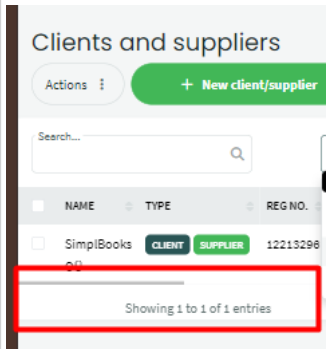 Clients and suppliers
Actions
+ New client/supplier
Search...
NAME TYPE REG NO.
SimplBooks CLIENT SUPPLIER 12213296
Showing 1 to 1 of 1 entries